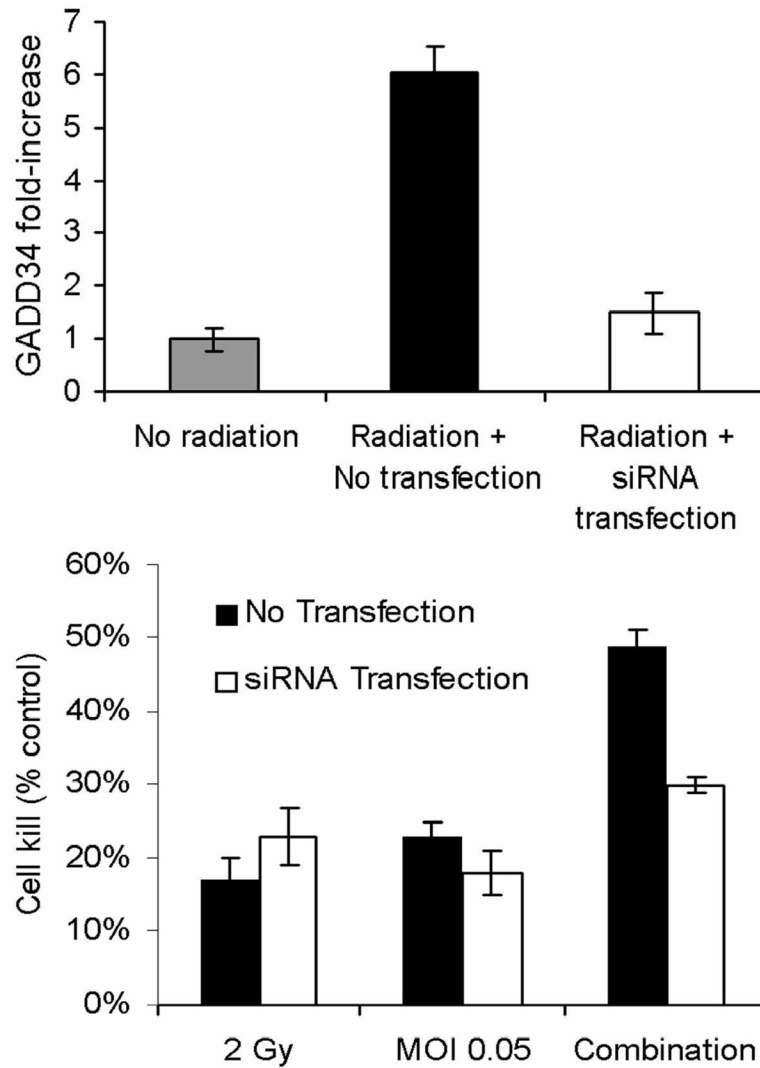 GADD34 fold-increase
7
6
5
4
3
2
1
0
No radiation
Radiation +
No transfection
Radiation +
siRNA
transfection
Cell kill (% control)
60%
50%
40%
30%
20%
10%
0%
No Transfection
siRNA Transfection
2 Gy
MOI 0.05
Combination